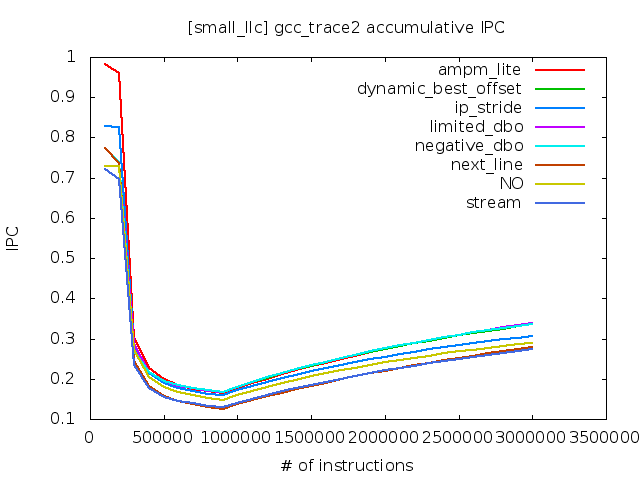 [small_llc] gcc_trace2 accumulative IPC
1
0.9
0.8
0.7
0.6
0.5
0.4
0.3
0.2
0.1
IPC
ampm_lite
dynamic_best_offset
ip_stride
limited_dbo
negative_dbo
next_line
NO
stream
0 500000 1000000 1500000 2000000 2500000 3000000 3500000
# of instructions